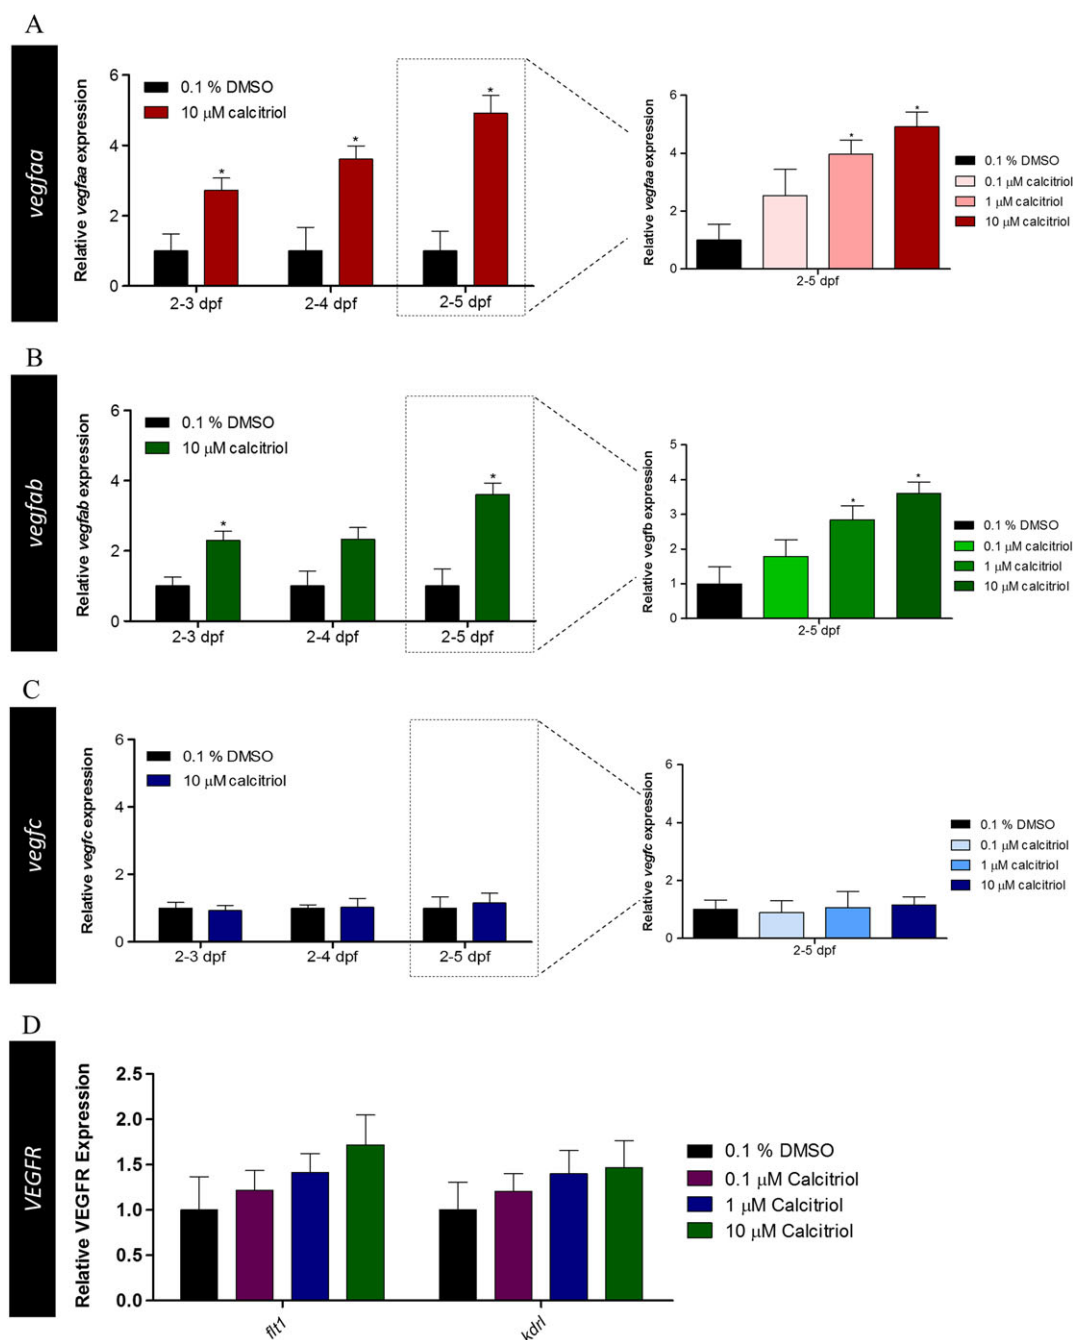 A
vegfaa
Relative vegfaa expression
6
4
2
0
0.1 % DMSO
10 μM calcitriol
*
*
*
2-3 dpf
2-4 dpf
2-5 dpf
Relative vegfaa expression
6
4
2
0
*
*
2-5 dpf
0.1 % DMSO
0.1 μM calcitriol
1 μM calcitriol
10 μM calcitriol
B
vegfab
Relative vegfab expression
6
4
2
0
0.1 % DMSO
10 μM calcitriol
*
*
2-3 dpf
2-4 dpf
2-5 dpf
Relative vegfb expression
5
4
3
2
1
0
*
*
2-5 dpf
0.1 % DMSO
0.1 μM calcitriol
1 μM calcitriol
10 μM calcitriol
C
vegfc
Relative vegfc expression
6
4
2
0
0.1 % DMSO
10 μM calcitriol
2-3 dpf
2-4 dpf
2-5 dpf
Relative vegfc expression
6
4
2
0
2-5 dpf
0.1 % DMSO
0.1 μM calcitriol
1 μM calcitriol
10 μM calcitriol
D
VEGFR
Relative VEGFR Expression
2.5
2.0
1.5
1.0
0.5
0.0
flt1
kdrl
0.1 % DMSO
0.1 μM Calcitriol
1 μM Calcitriol
10 μM Calcitriol